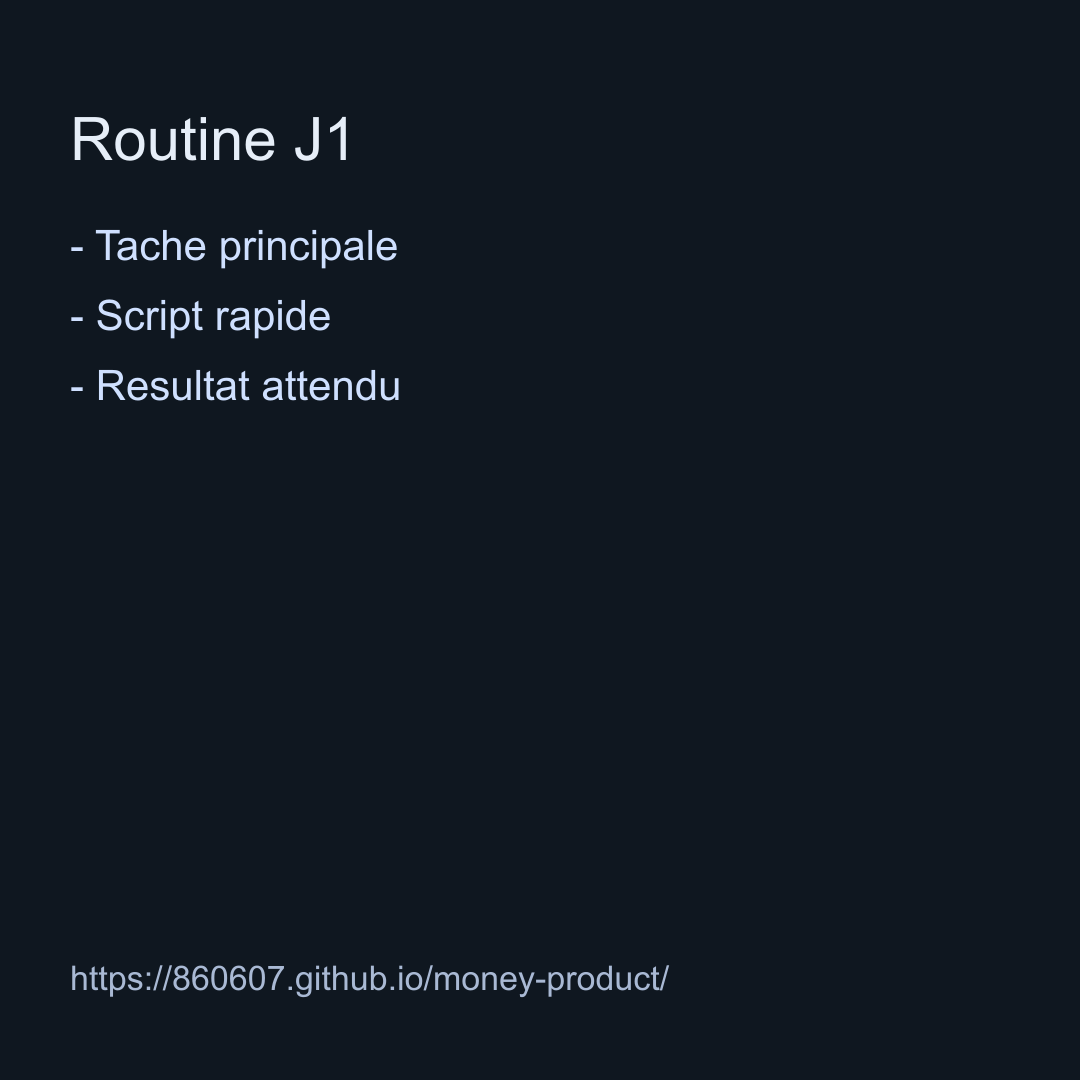 Routine J1
- Tache principale
- Script rapide
- Resultat attendu
https://860607.github.io/money-product/